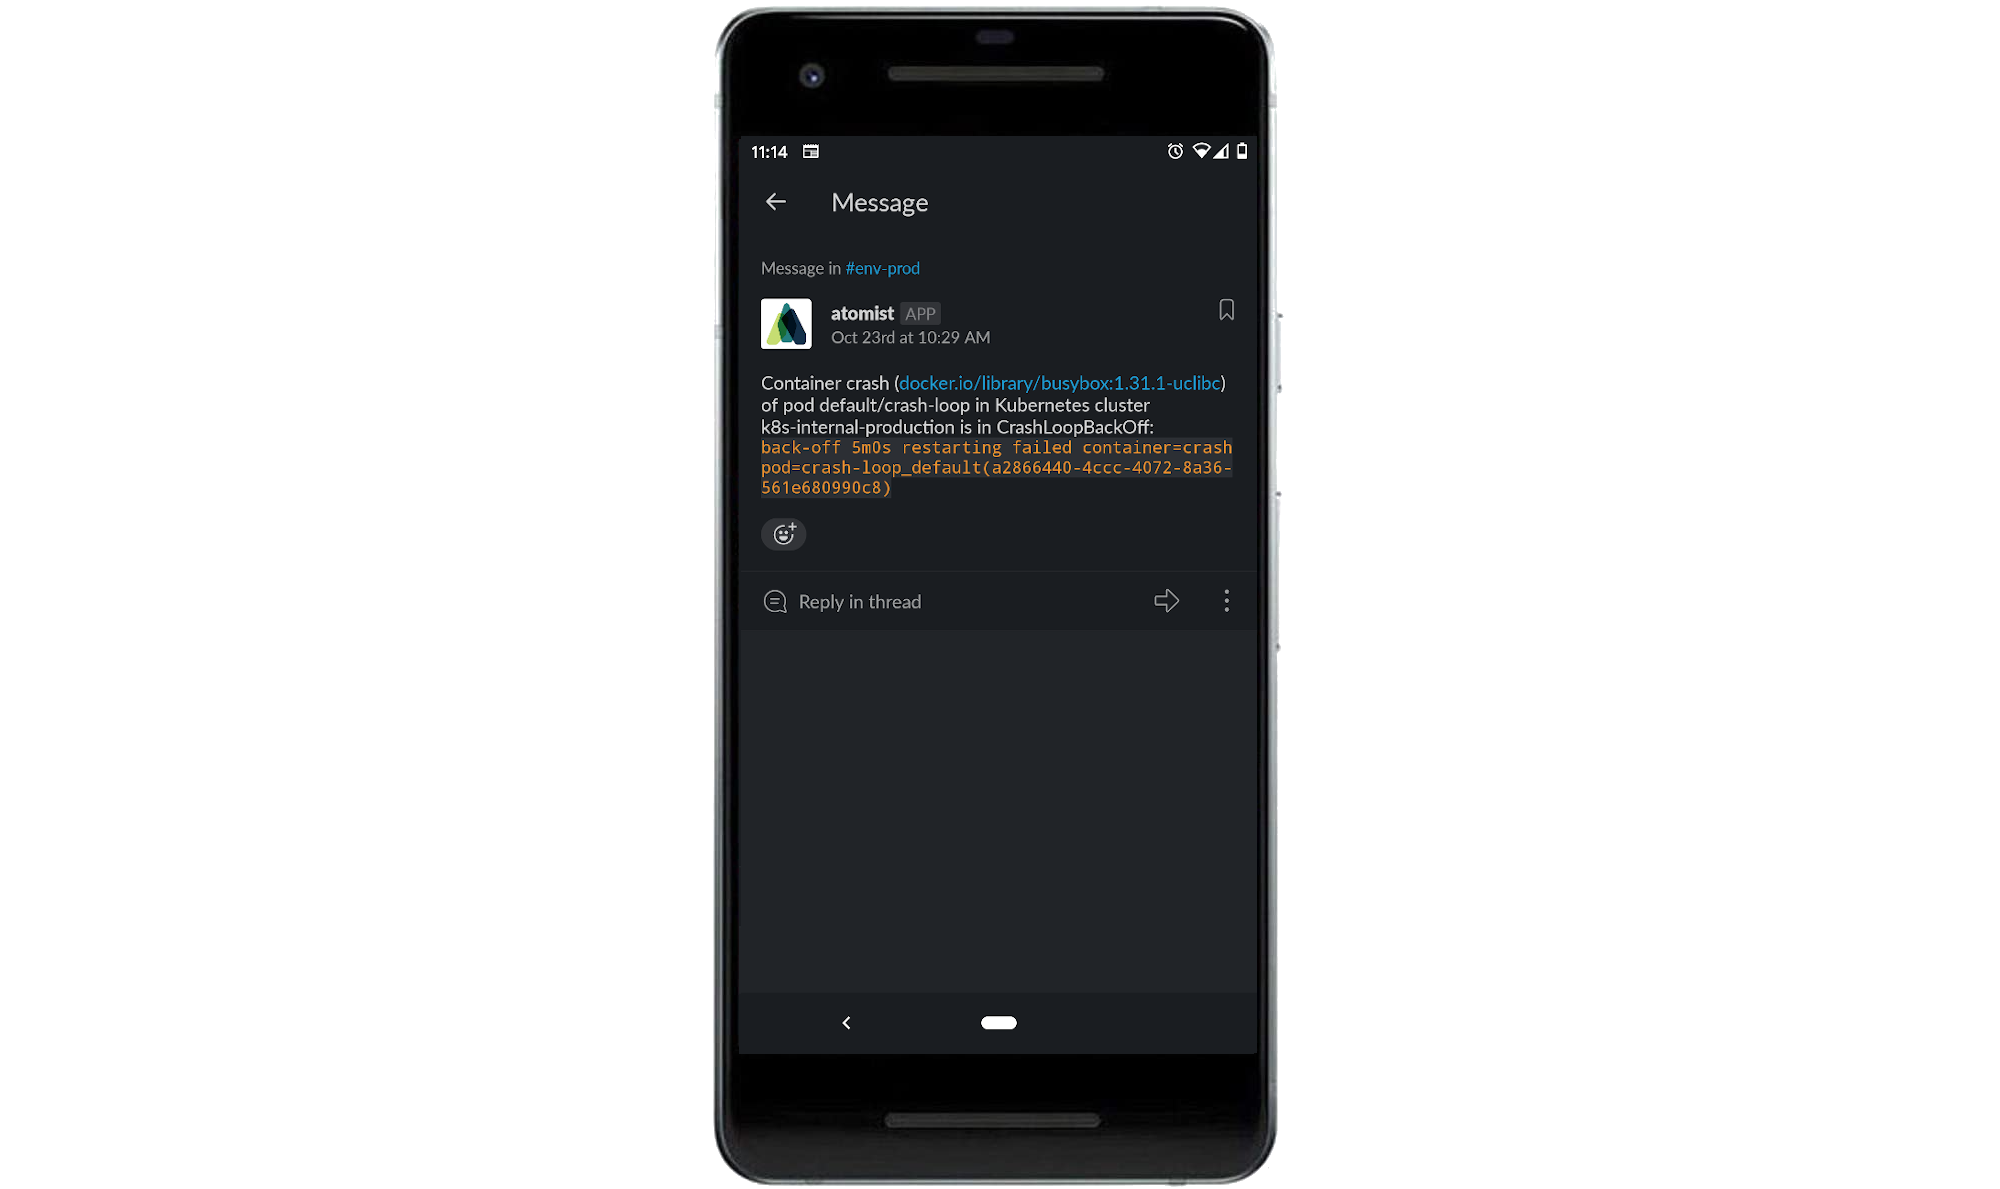 11:14
Message
Message in #env-prod
atomist APP
Oct 23rd at 10:29 AM
Container crash (docker.io/library/busybox:1.31.1-uclibc)
of pod default/crash-loop in Kubernetes cluster
k8s-internal-production is in CrashLoopBackOff:
back-off 5m0s restarting failed container=crash
pod=crash-loop_default(a2866440-4ccc-4072-8a36-
561e680990c8)
Reply in thread